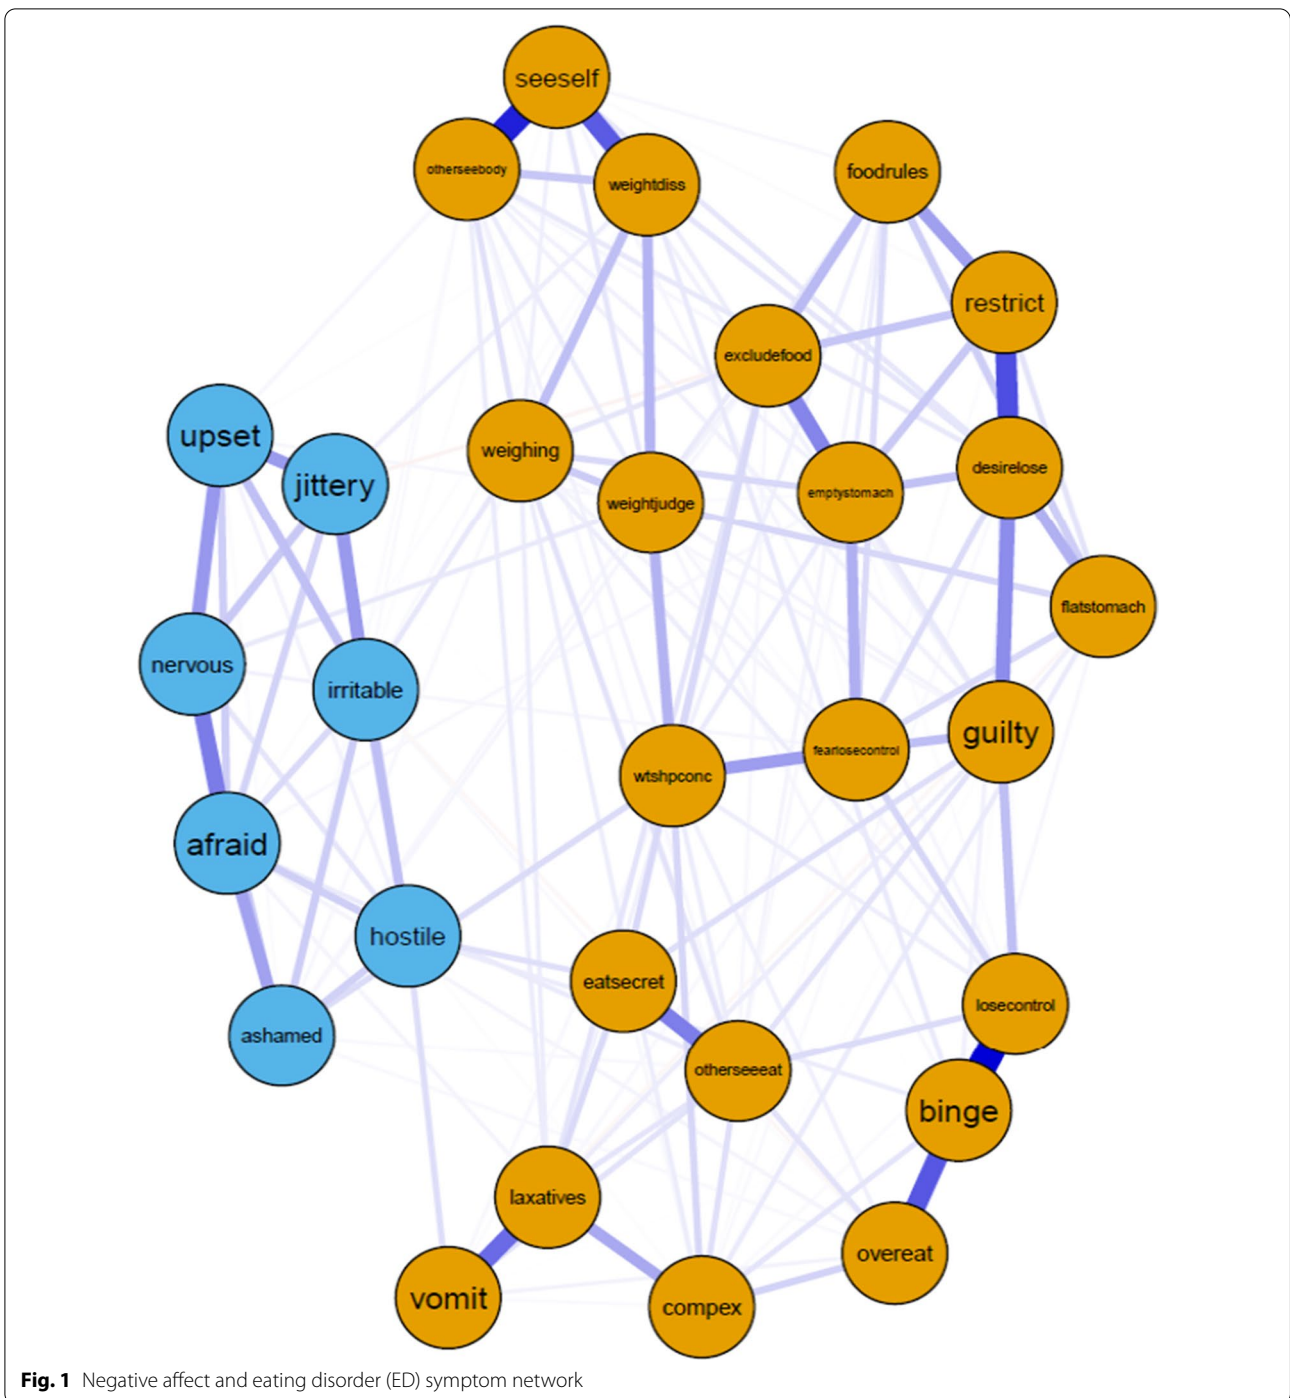 seeself
otherseebody
weightdiss
foodrules
restrict
excludefood
upset
jittery
weighing
weightjudge
emptystomach
desirelose
flatstomach
nervous
irritable
wtshpconc
fearlosecontrol
guilty
afraid
hostile
eatsecret
losecontrol
ashamed
otherseeeat
binge
laxatives
overeat
vomit
compex
Fig. 1 Negative affect and eating disorder (ED) symptom network